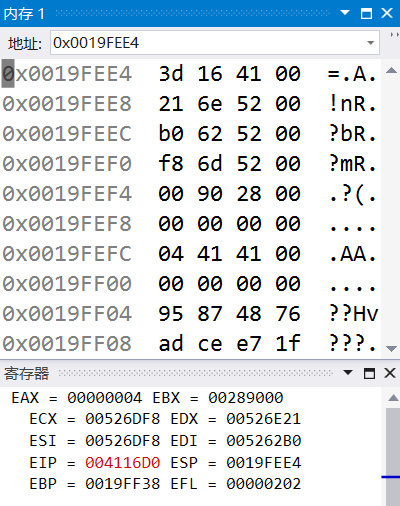 内存 1
地址: 0x0019FEE4
0x0019FEE4 3d 16 41 00 =.A.
0x0019FEE8 21 6e 52 00 !nR.
0x0019FEEC b0 62 52 00 ?bR.
0x0019FEF0 f8 6d 52 00 ?mR.
0x0019FEF4 00 90 28 00 .?(.
0x0019FEF8 00 00 00 00 ....
0x0019FEFC 04 41 41 00 .AA.
0x0019FF00 00 00 00 00 ....
0x0019FF04 95 87 48 76 ??Hv
0x0019FF08 ad ce e7 1f ???.
寄存器
EAX = 00000004 EBX = 00289000
ECX = 00526DF8 EDX = 00526E21
ESI = 00526DF8 EDI = 005262B0
EIP = 004116D0 ESP = 0019FEE4
EBP = 0019FF38 EFL = 00000202